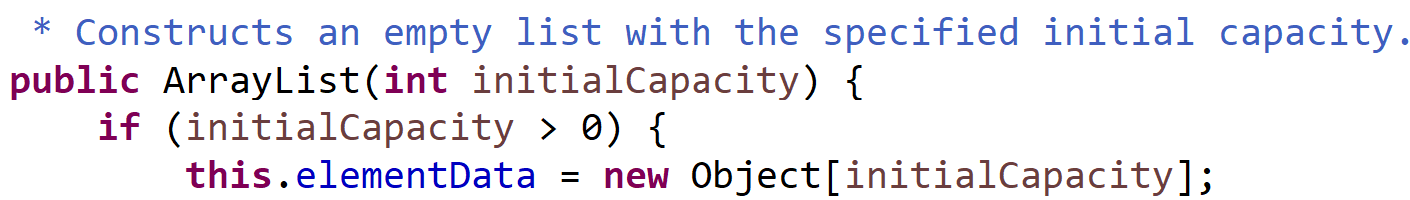 * Constructs an empty list with the specified initial capacity.
public ArrayList(int initialCapacity) {
if (initialCapacity > 0) {
this.elementData = new Object[initialCapacity];